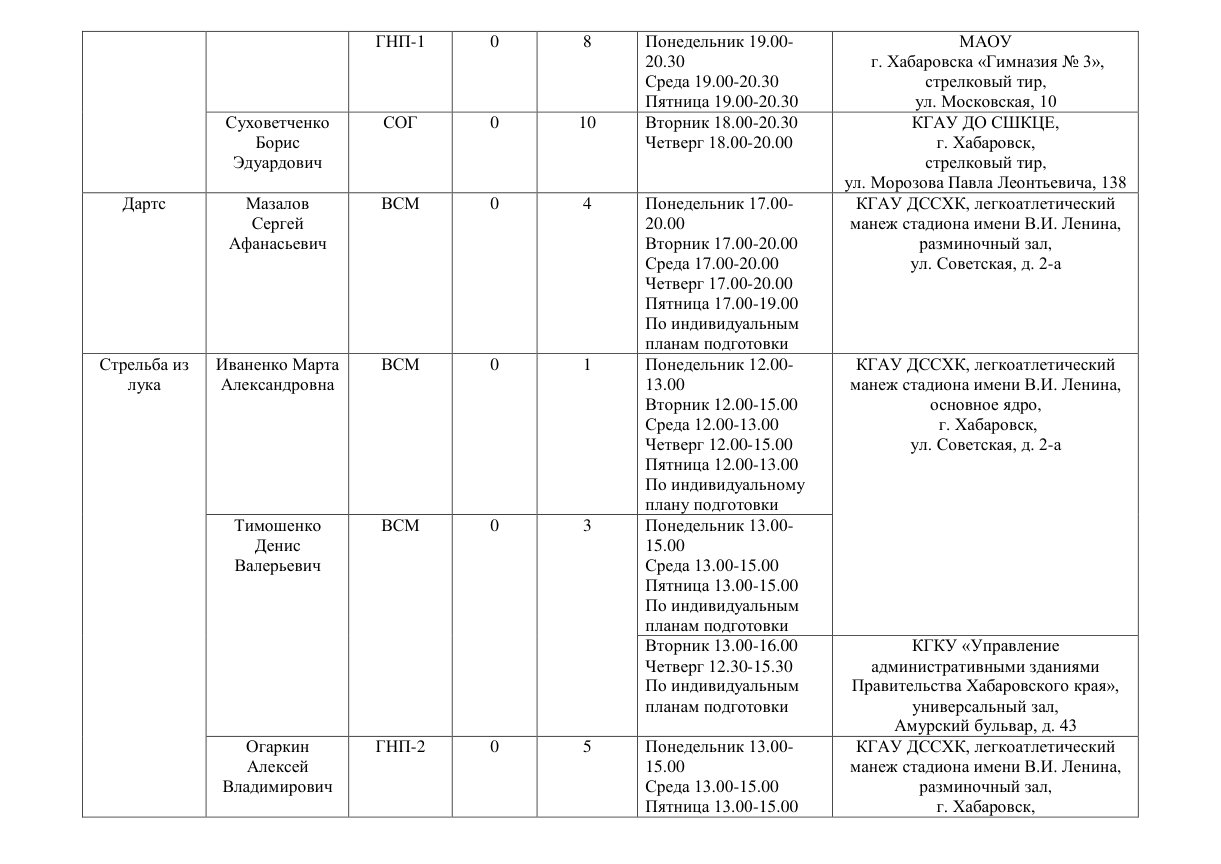 ГНП-1
0
8
Понедельник 19.00-
20.30
Среда 19.00-20.30
Пятница 19.00-20.30
МАОУ
г. Хабаровска «Гимназия № 3»,
стрелковый тир,
ул. Московская, 10
Суховетченко
Борис
Эдуардович
СОГ
0
10
Вторник 18.00-20.30
Четверг 18.00-20.00
КГАУ ДО СШКЦЕ,
г. Хабаровск,
стрелковый тир,
ул. Морозова Павла Леонтьевича, 138
Дартс
Мазалов
Сергей
Афанасьевич
ВСМ
0
4
Понедельник 17.00-
20.00
Вторник 17.00-20.00
Среда 17.00-20.00
Четверг 17.00-20.00
Пятница 17.00-19.00
По индивидуальным
планам подготовки
КГАУ ДССХК, легкоатлетический
манеж стадиона имени В.И. Ленина,
разминочный зал,
ул. Советская, д. 2-а
Стрельба из
лука
Иваненко Марта
Александровна
ВСМ
0
1
Понедельник 12.00-
13.00
Вторник 12.00-15.00
Среда 12.00-13.00
Четверг 12.00-15.00
Пятница 12.00-13.00
По индивидуальному
плану подготовки
КГАУ ДССХК, легкоатлетический
манеж стадиона имени В.И. Ленина,
основное ядро,
г. Хабаровск,
ул. Советская, д. 2-а
Тимошенко
Денис
Валерьевич
ВСМ
0
3
Понедельник 13.00-
15.00
Среда 13.00-15.00
Пятница 13.00-15.00
По индивидуальным
планам подготовки
Вторник 13.00-16.00
Четверг 12.30-15.30
По индивидуальным
планам подготовки
КГКУ «Управление
административными зданиями
Правительства Хабаровского края»,
универсальный зал,
Амурский бульвар, д. 43
Огаркин
Алексей
Владимирович
ГНП-2
0
5
Понедельник 13.00-
15.00
Среда 13.00-15.00
Пятница 13.00-15.00
КГАУ ДССХК, легкоатлетический
манеж стадиона имени В.И. Ленина,
разминочный зал,
г. Хабаровск,